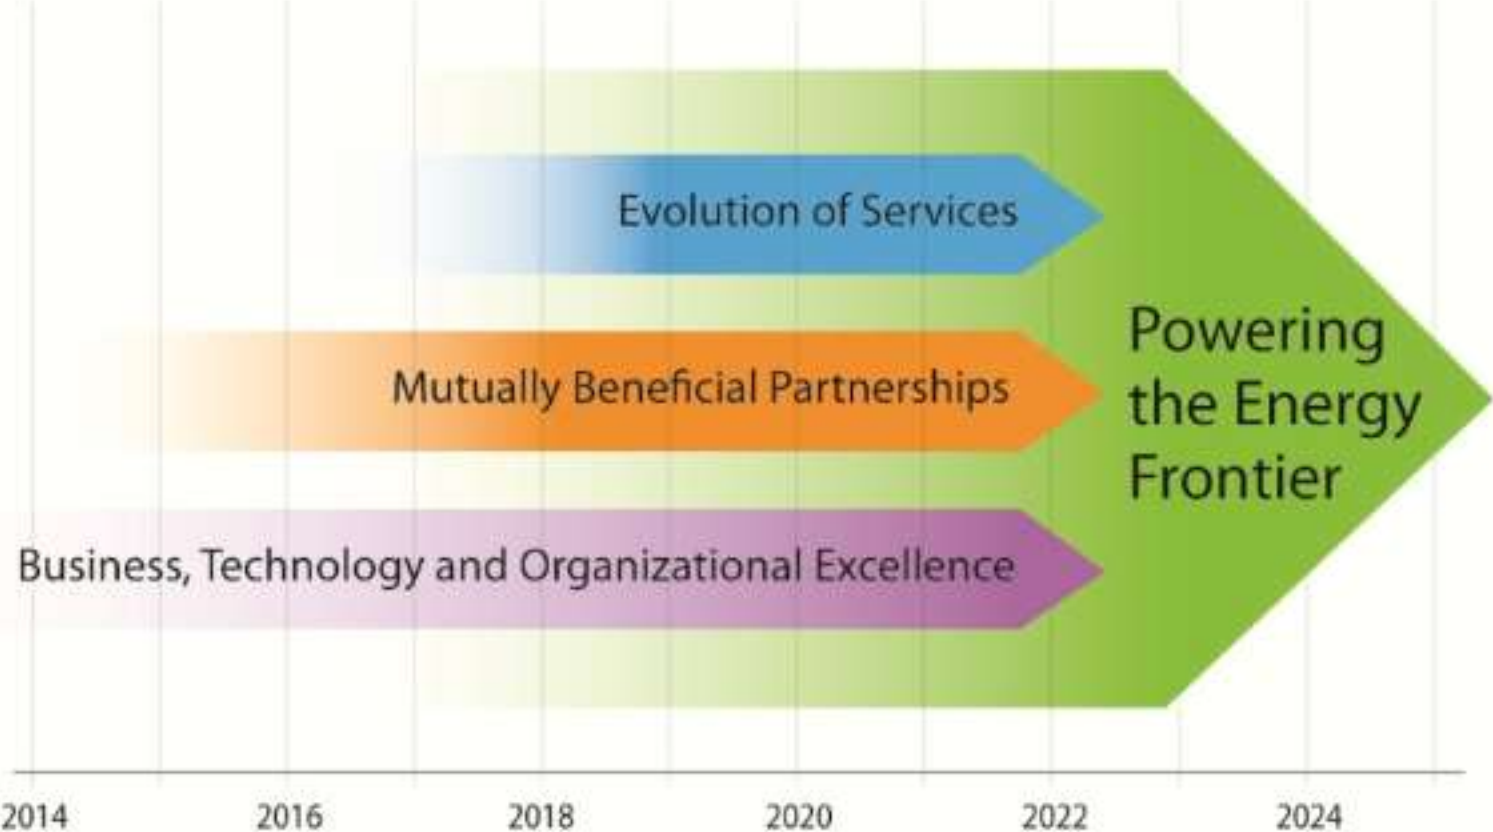 Evolution of Services
Mutually Beneficial Partnerships
Business, Technology and Organizational Excellence
Powering
the Energy
Frontier
2014 2016 2018 2020 2022 2024